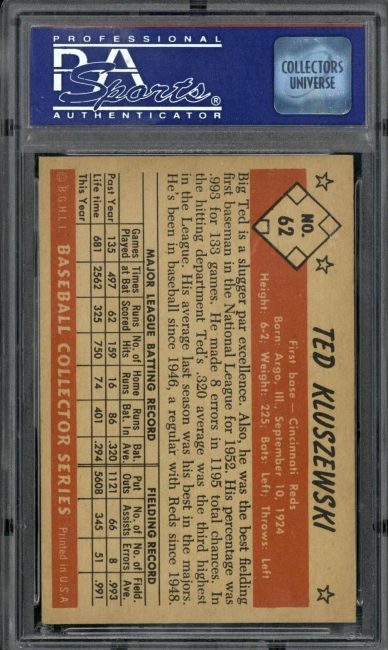 PROFESSIONAL
PSA
Sports®
AUTHENTICATOR
COLLECTORS
UNIVERSE
NO.
62
TED KLUSZEWSKI
First base — Cincinnati Reds
Born: Argo, Ill., September 10, 1924
Height: 6-2; Weight: 225; Bats: Left; Throws: Left
Big Ted is a slugger par excellence. Also, he was the best fielding
first baseman in the National League for 1952. His percentage was
.993 for 133 games. He made 8 errors in 1195 total chances. In
the hitting department Ted's .320 average was the third highest
in the League. His average last season was his best in the majors.
He's been in baseball since 1946, a regular with Reds since 1948.
MAJOR LEAGUE BATTING RECORD FIELDING RECORD
Games Times Runs No. of Home Runs Bat. Put No. of No. of Field.
Played at Bat Scored Hits Runs Bat. In Ave. Outs Assists Errors Ave.
Past Year 135 497 62 159 16 86 .320 1121 66 8 .993
Life time 681 2562 325 750 74 401 .294 5608 345 51 .991
This Year
© B.G.H.L.I. BASEBALL COLLECTOR SERIES Printed in U.S.A.